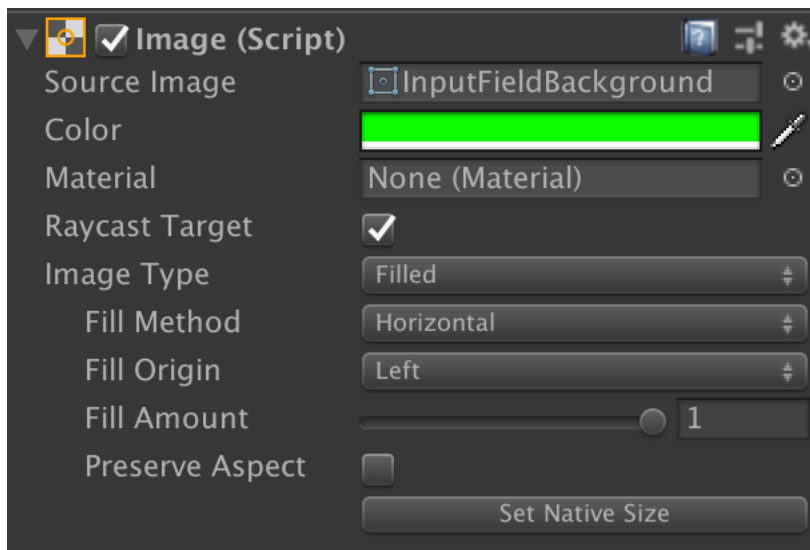 Image (Script)
Source Image InputFieldBackground
Color
Material None (Material)
Raycast Target
Image Type Filled
Fill Method Horizontal
Fill Origin Left
Fill Amount 1
Preserve Aspect
Set Native Size